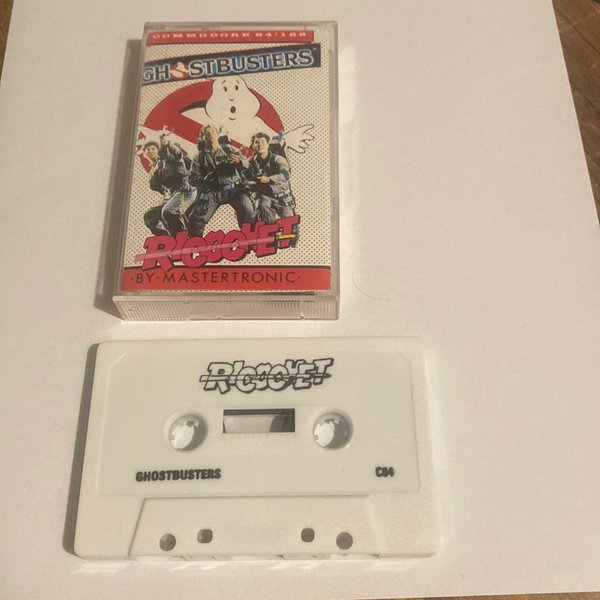 COMMODORE 64/128
GHOSTBUSTERS
RICOCHET
·BY·MASTERTRONIC·
RICOCHET
GHOSTBUSTERS C64